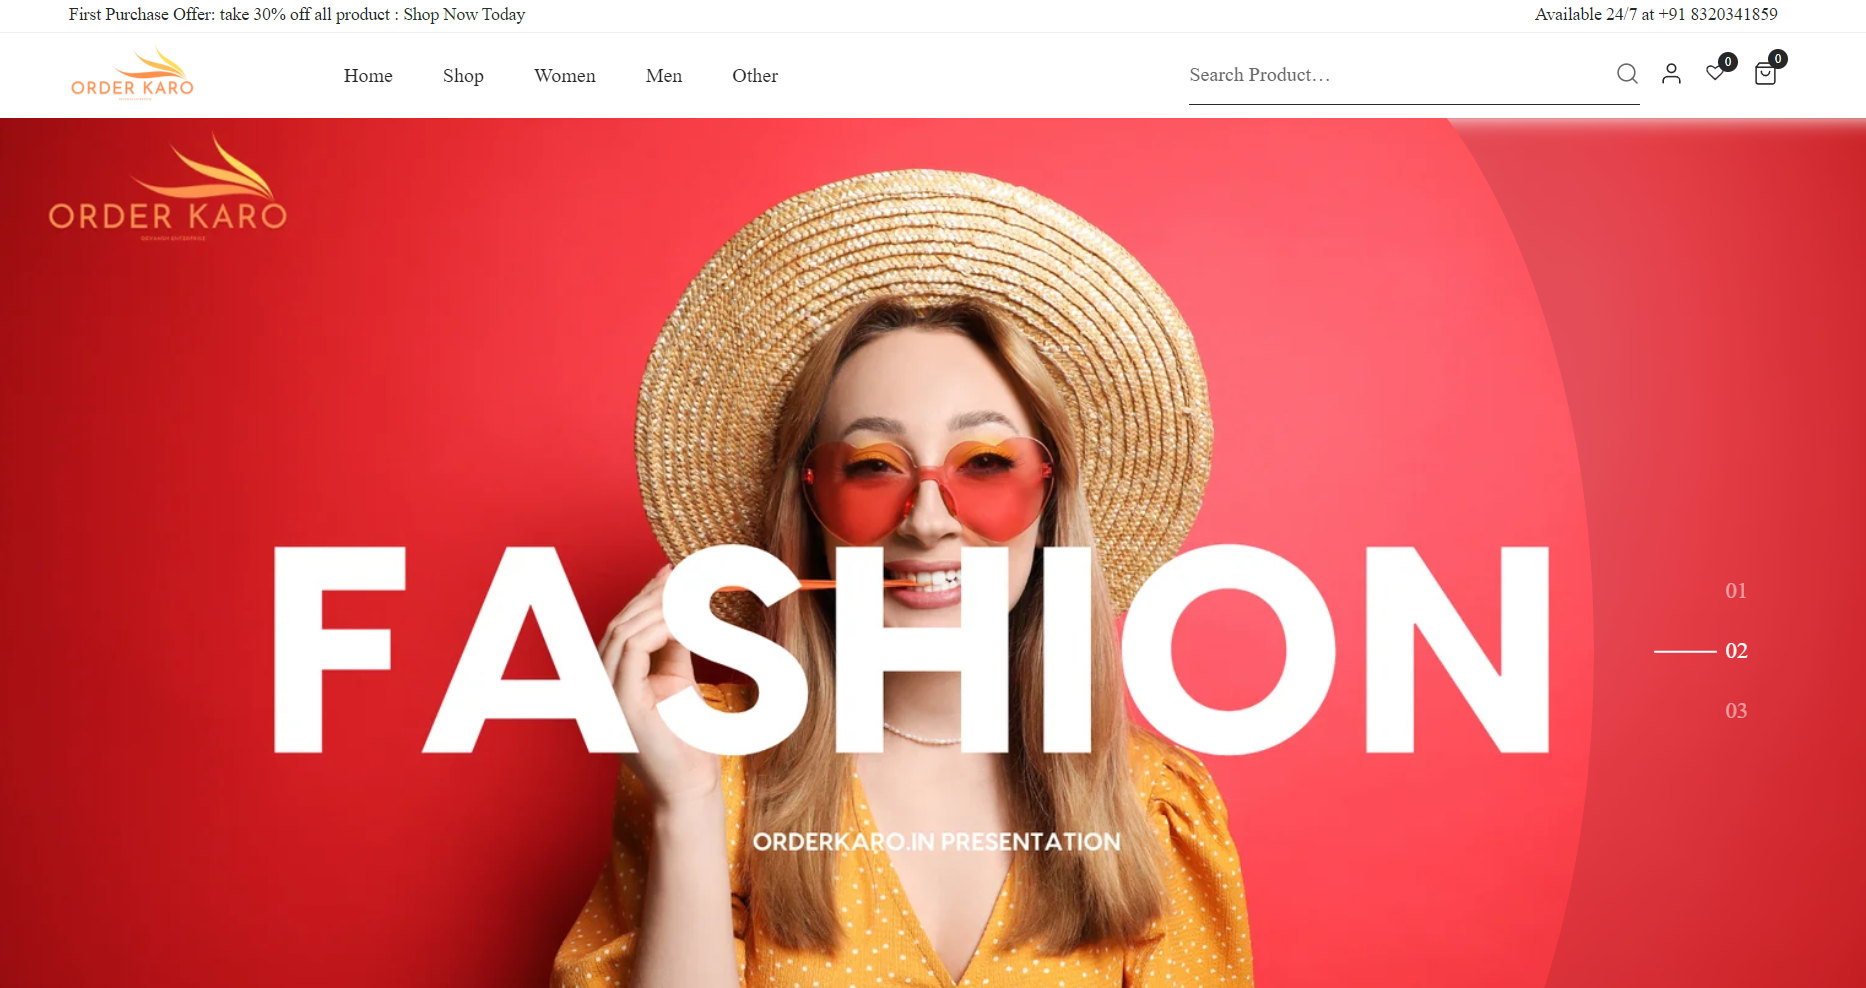 First Purchase Offer: take 30% off all product : Shop Now Today
Available 24/7 at +91 8320341859
ORDER KARO
Home
Shop
Women
Men
Other
Search Product...
0
0
ORDER KARO
FASHION
01
02
03
ORDERKARO.IN PRESENTATION